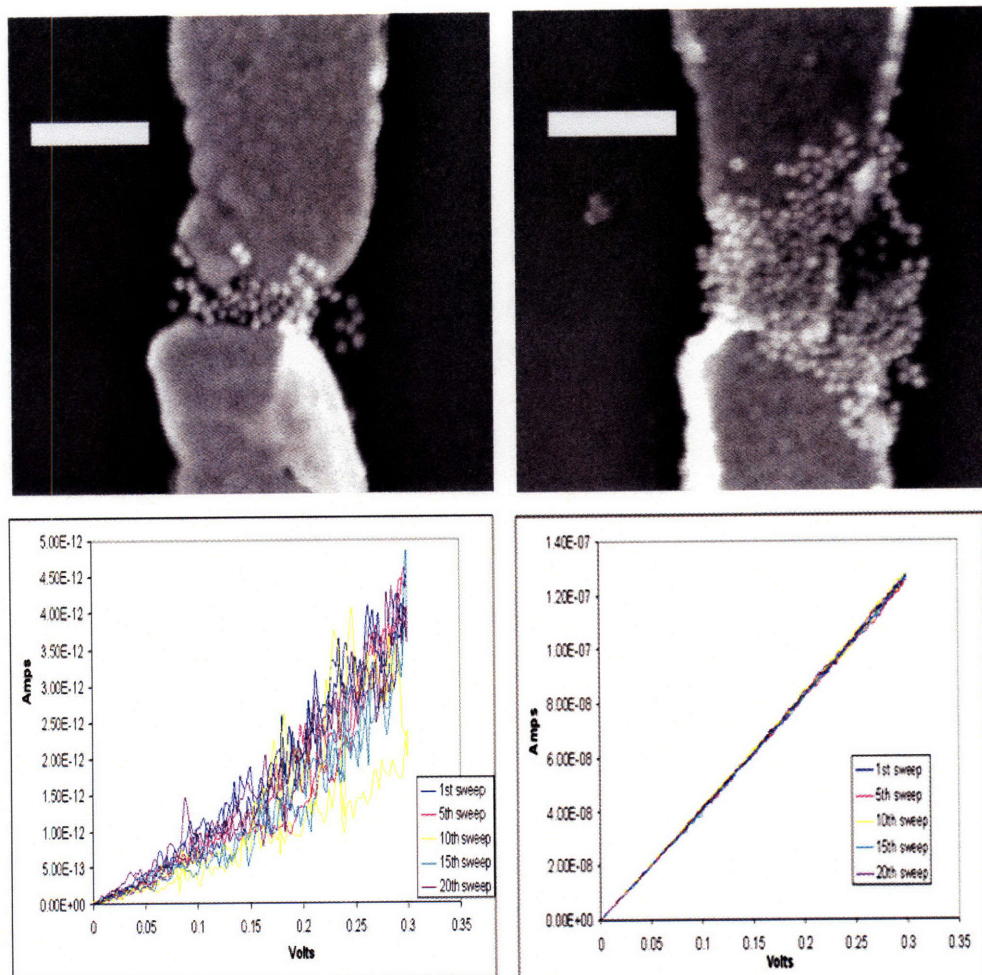 5.00E-12
4.50E-12
4.00E-12
3.50E-12
3.00E-12
2.50E-12
2.00E-12
1.50E-12
1.00E-12
5.00E-13
0.00E+00
Amps
0 0.05 0.1 0.15 0.2 0.25 0.3 0.35
Volts
1st sweep
5th sweep
10th sweep
15th sweep
20th sweep
1.40E-07
1.20E-07
1.00E-07
8.00E-08
6.00E-08
4.00E-08
2.00E-08
0.00E+00
Amps
0 0.05 0.1 0.15 0.2 0.25 0.3 0.35
Volts
1st sweep
5th sweep
10th sweep
15th sweep
20th sweep